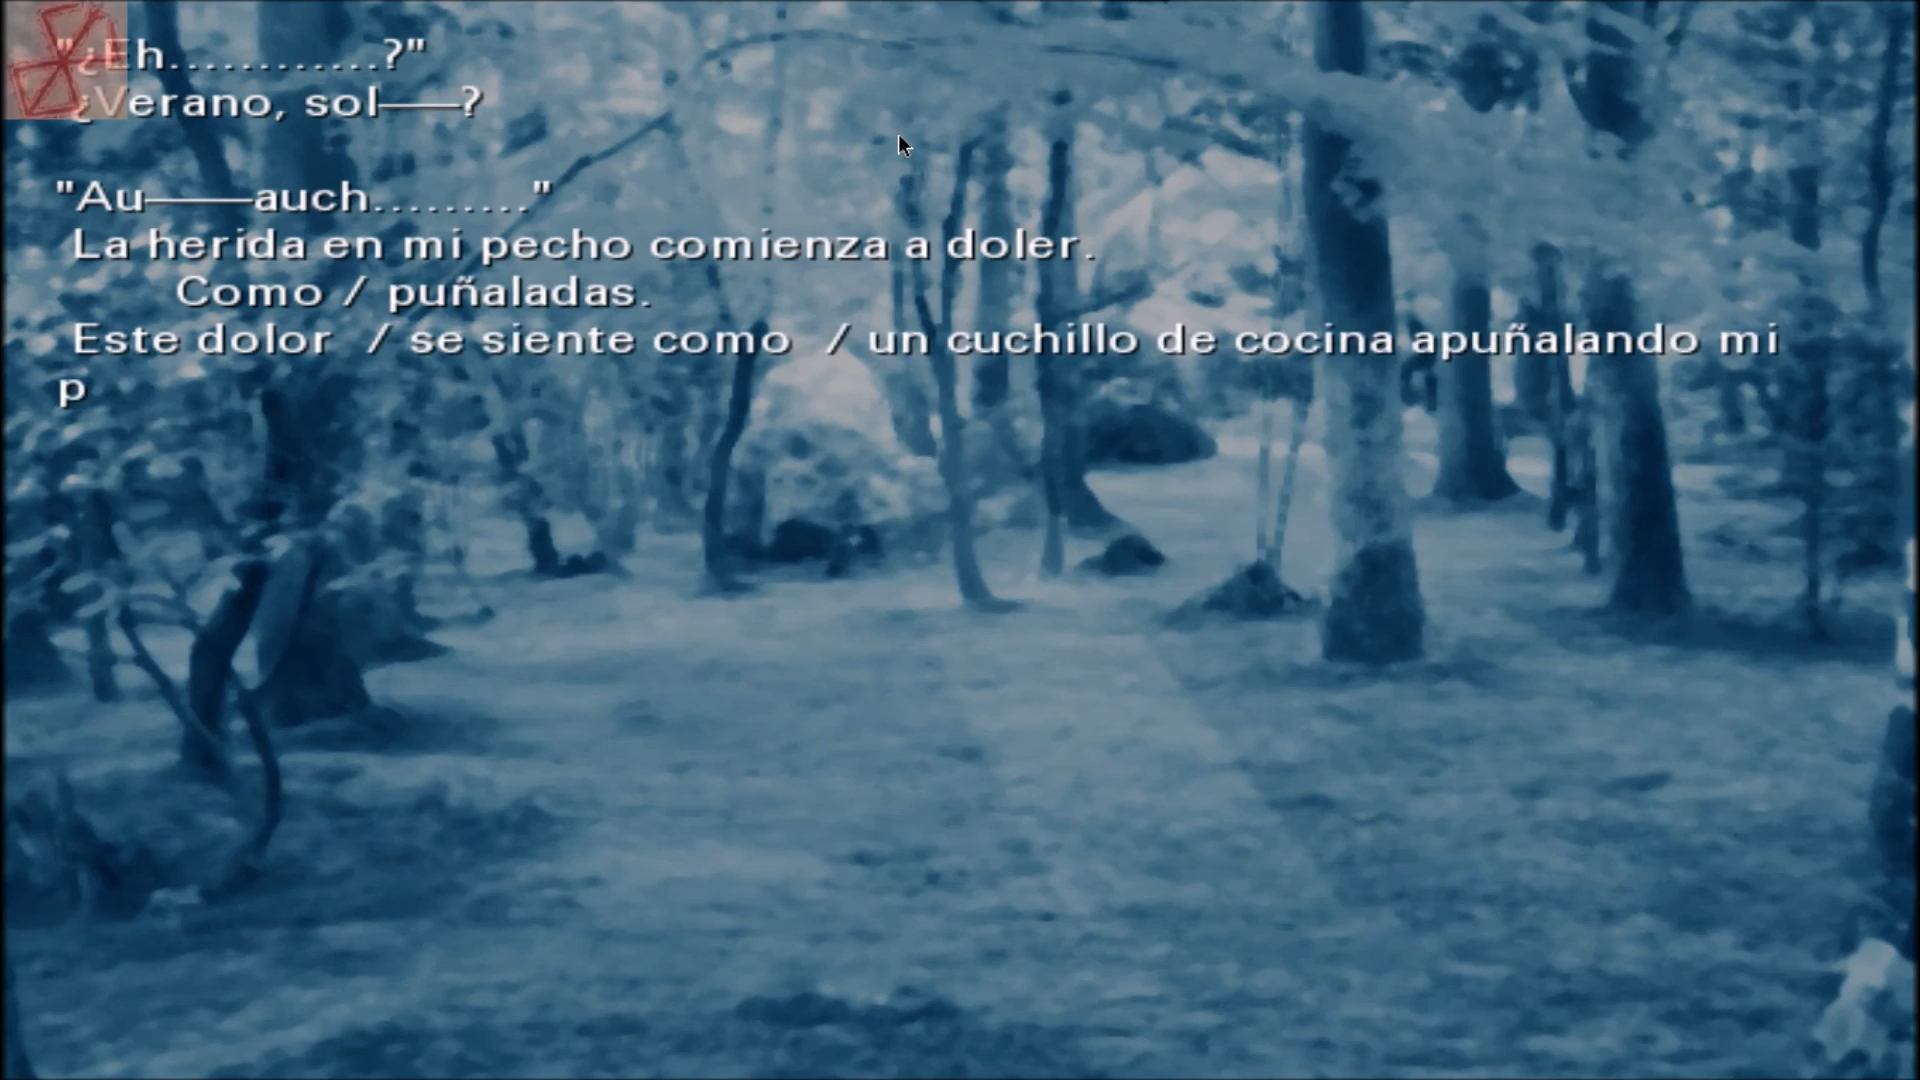 "¿Eh............?"
¿Verano, sol───?
"Au────auch........."
La herida en mi pecho comienza a doler.
Como / puñaladas.
Este dolor / se siente como / un cuchillo de cocina apuñalando mi
p